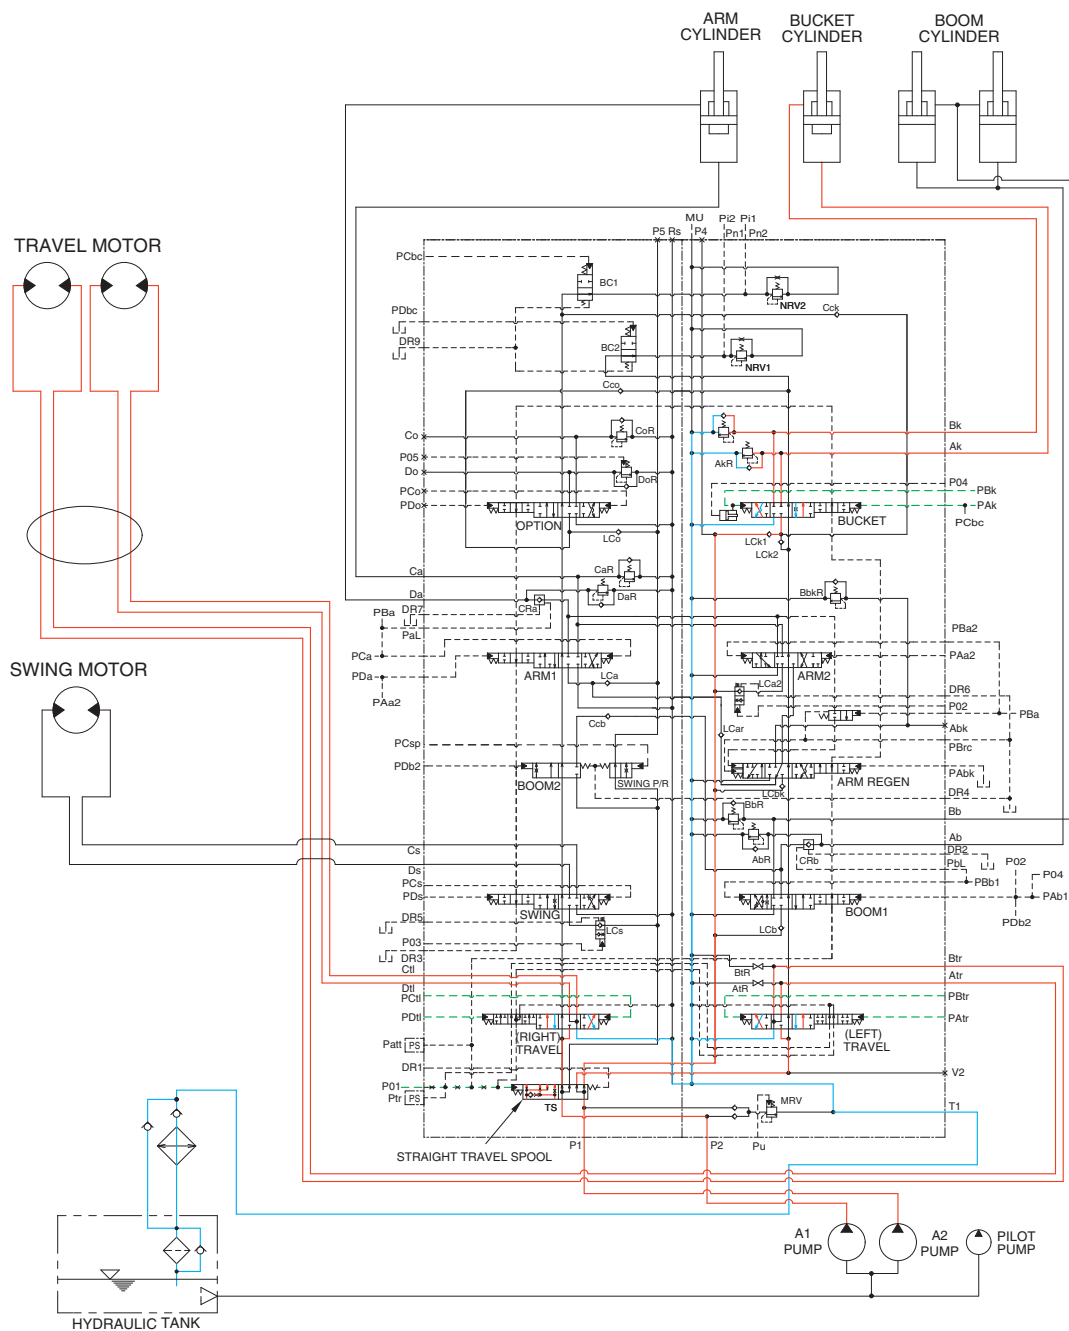 ARM
CYLINDER
BUCKET
CYLINDER
BOOM
CYLINDER
MU
Pi2 Pi1
P5 Rs
P4
Pn1 Pn2
TRAVEL MOTOR
PCbc
BC1
NRV2
PDbc
Cck
DR9
BC2
NRV1
Cco
Co
CoR
Bk
Ak
P05
AkR
Do
DoR
P04
PCo
PBk
PDo
OPTION
BUCKET
PAk
PCbc
LCo
LCk1
LCk2
Ca
CaR
Da
DaR
BbkR
CRa
PBa
DR7
PaL
PBa2
PCa
PAa2
PDa
ARM1
ARM2
SWING MOTOR
LCa
LCa2
DR6
PAa2
P02
PBa
Ccb
LCar
Abk
PCsp
PBrc
PDb2
PAbk
BOOM2
SWING P/R
ARM REGEN
LCbk
DR4
BbR
Bb
Ab
Cs
AbR
CRb
DR2
PbL
P02
Ds
P04
PCs
PBb1
PDs
PAb1
SWING
BOOM1
PDb2
DR5
LCs
P03
LCb
DR3
Ctl
BtR
Btr
Atr
Dtl
AtR
PCtl
PBtr
PDtl
PAtr
(RIGHT)
TRAVEL
(LEFT)
TRAVEL
Patt PS
DR1
V2
P01
Ptr PS
TS
MRV
T1
STRAIGHT TRAVEL SPOOL
P1
P2
Pu
A1
PUMP
A2
PUMP
PILOT
PUMP
HYDRAULIC TANK